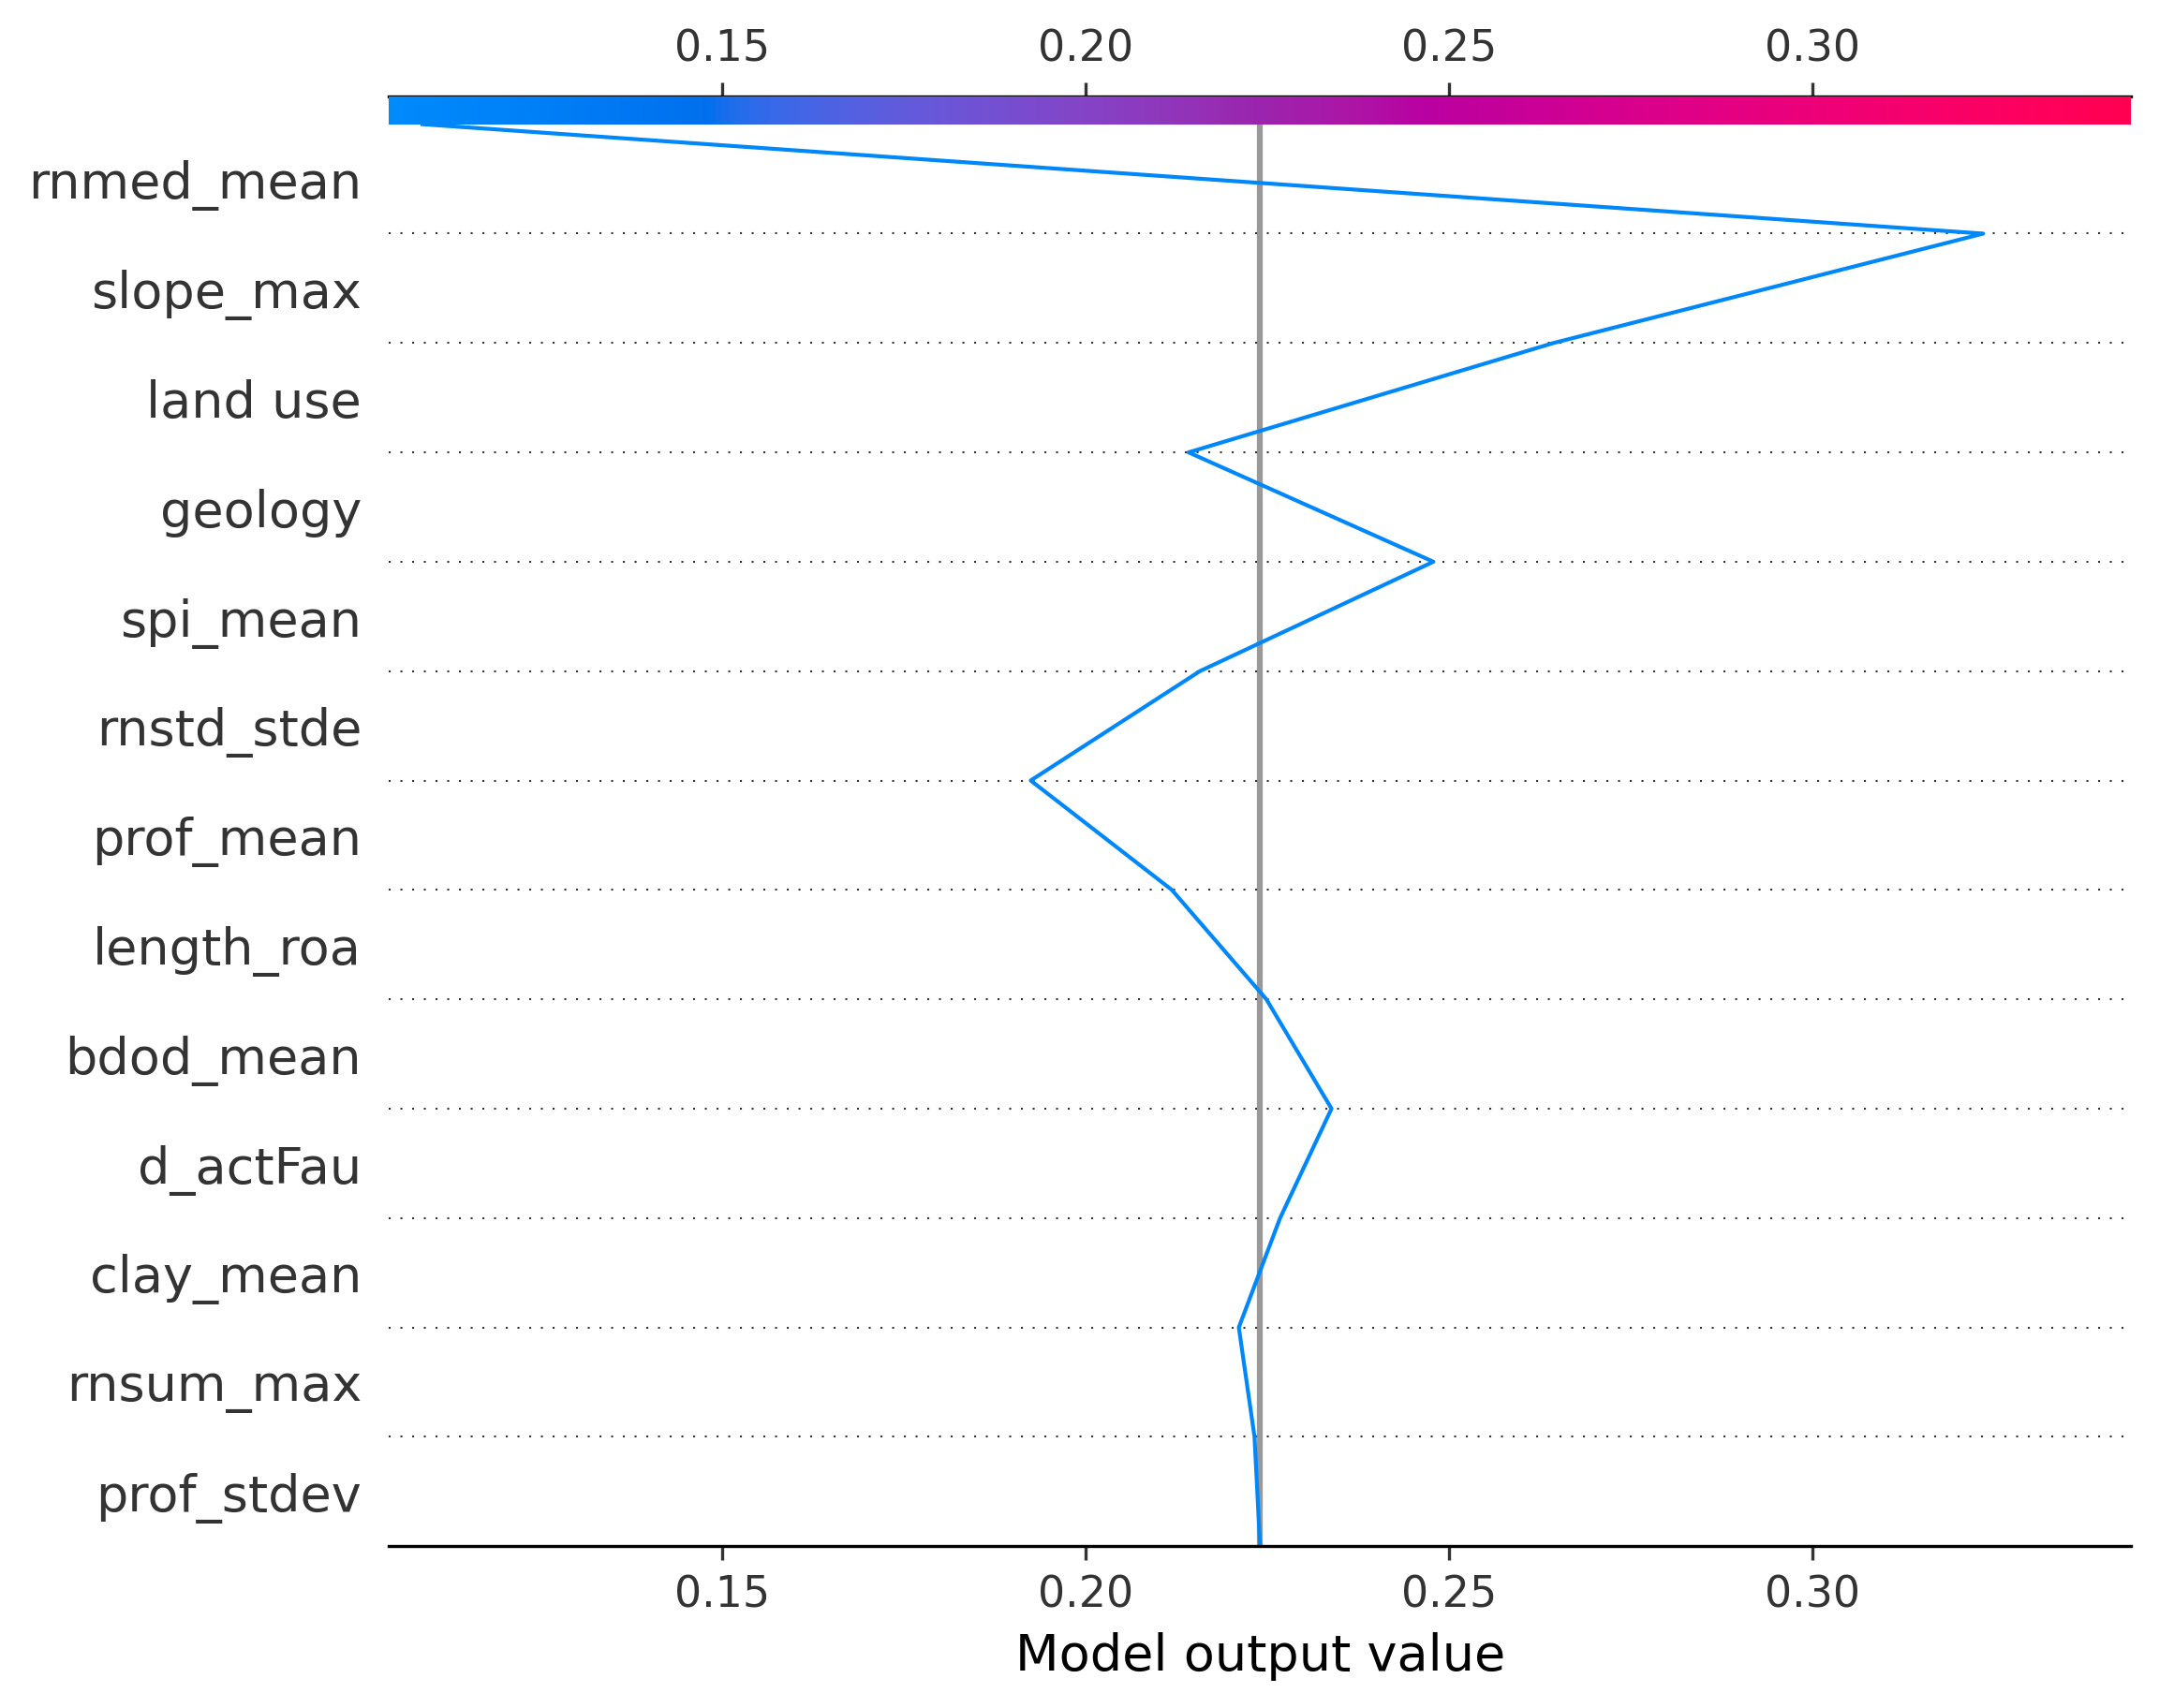 0.15 0.20 0.25 0.30
rnmed_mean
slope_max
land use
geology
spi_mean
rnstd_stde
prof_mean
length_roa
bdod_mean
d_actFau
clay_mean
rnsum_max
prof_stdev
0.15 0.20 0.25 0.30
Model output value